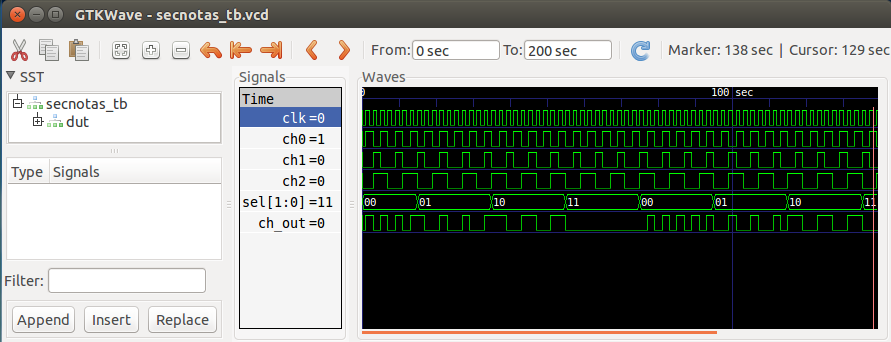 GTKWave - secnotas_tb.vcd
From: 0 sec To: 200 sec Marker: 138 sec | Cursor: 129 sec
SST Signals Waves
secnotas_tb
dut
Type Signals
Filter:
Append Insert Replace
Time
clk=0
ch0=1
ch1=0
ch2=0
sel[1:0]=11
ch_out=0
0 100 sec
00 01 10 11 00 01 10 11